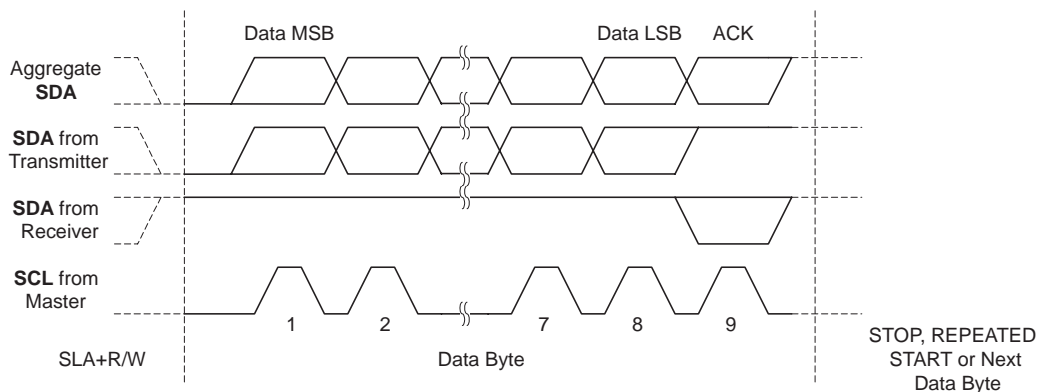 Data MSB
Data LSB
ACK
Aggregate
SDA
SDA from
Transmitter
SDA from
Receiver
SCL from
Master
1
2
7
8
9
SLA+R/W
Data Byte
STOP, REPEATED
START or Next
Data Byte